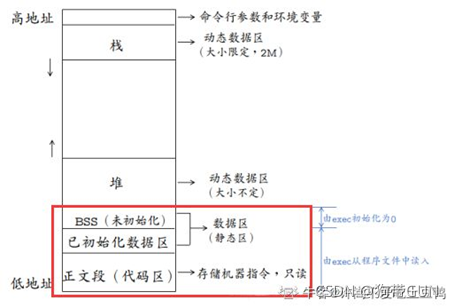 高地址
命令行参数和环境变量
栈
动态数据区
(大小限定，2M)
堆
动态数据区
(大小不定)
BSS（未初始化）
数据区
(静态区)
由exec初始化为0
已初始化数据区
由exec从程序文件中读入
低地址
正文段（代码区）
存储机器指令，只读